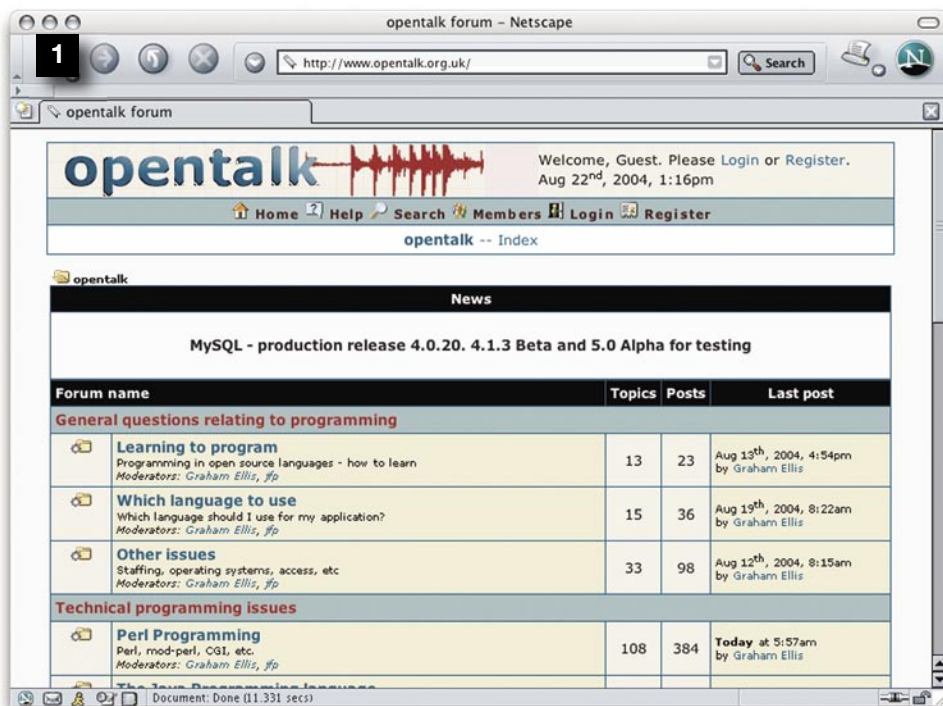 opentalk forum – Netscape
1
http://www.opentalk.org.uk/
Search
N
opentalk forum
opentalk
Welcome, Guest. Please Login or Register.
Aug 22nd, 2004, 1:16pm
Home ? Help Search Members Login Register
opentalk -- Index
opentalk
News
MySQL - production release 4.0.20. 4.1.3 Beta and 5.0 Alpha for testing
Forum name Topics Posts Last post
General questions relating to programming
Learning to program
Programming in open source languages - how to learn
Moderators: Graham Ellis, jfp
13 23
Aug 13th, 2004, 4:54pm
by Graham Ellis
Which language to use
Which language should I use for my application?
Moderators: Graham Ellis, jfp
15 36
Aug 19th, 2004, 8:22am
by Graham Ellis
Other issues
Staffing, operating systems, access, etc
Moderators: Graham Ellis, jfp
33 98
Aug 12th, 2004, 8:15am
by Graham Ellis
Technical programming issues
Perl Programming
Perl, mod-perl, CGI, etc.
Moderators: Graham Ellis, jfp
108 384
Today at 5:57am
by Graham Ellis
The Java Programming language
Document: Done (11.331 secs)